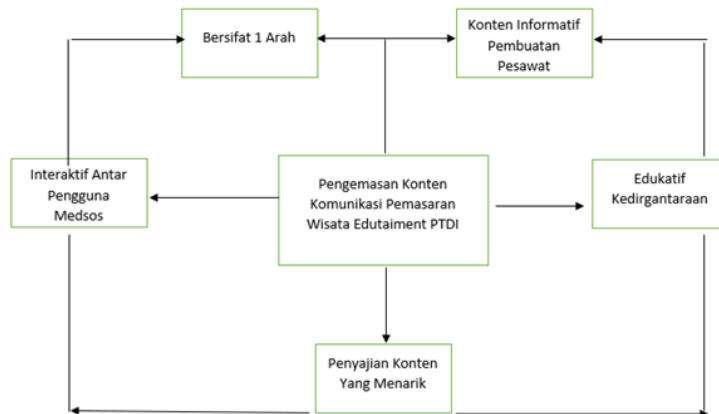 Bersifat 1 Arah
Konten Informatif
Pembuatan
Pesawat
Interaktif Antar
Pengguna
Medsos
Pengemasan Konten
Komunikasi Pemasaran
Wisata Edutaiment PTDI
Edukatif
Kedirgantaraan
Penyajian Konten
Yang Menarik